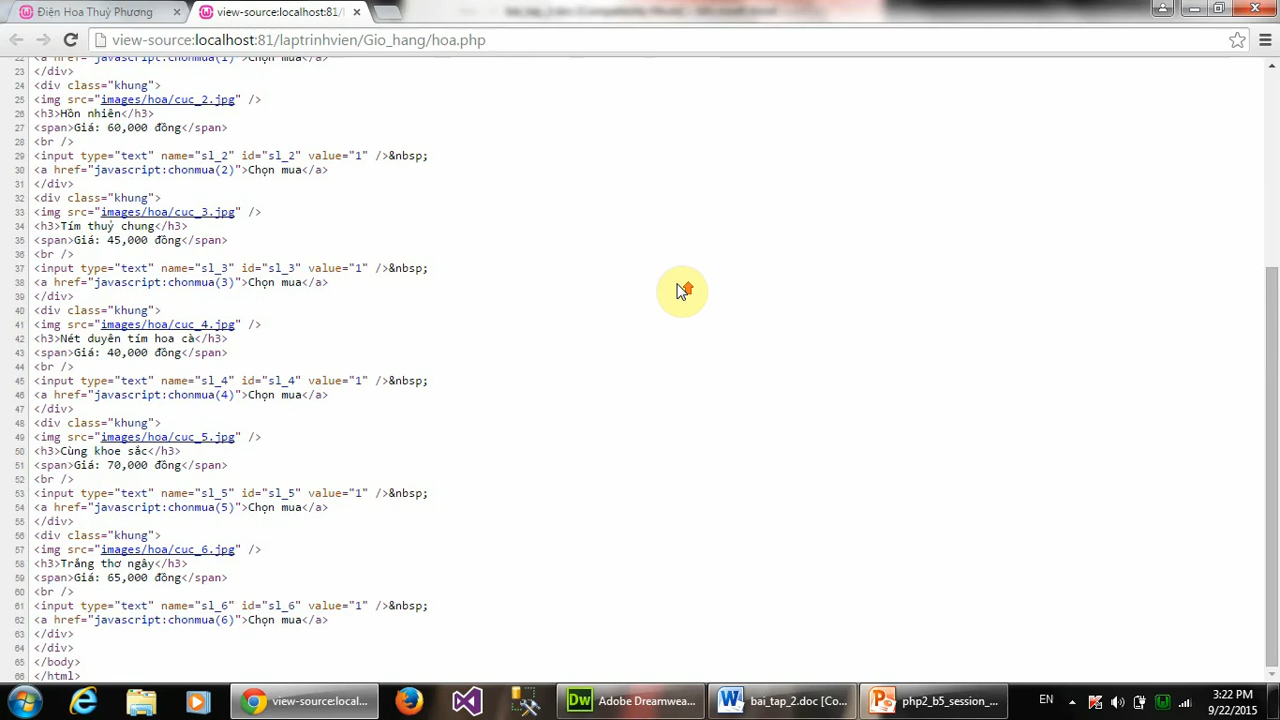 Điện Hoa Thuỷ Phương
view-source:localhost:81/l
view-source:localhost:81/laptrinhvien/Gio_hang/hoa.php
22 <a href="javascript:chonmua(1)">Chọn mua</a>
23 </div>
24 <div class="khung">
25 <img src="images/hoa/cuc_2.jpg" />
26 <h3>Hồn nhiên</h3>
27 <span>Giá: 60,000 đồng</span>
28 <br />
29 <input type="text" name="sl_2" id="sl_2" value="1" />&nbsp;
30 <a href="javascript:chonmua(2)">Chọn mua</a>
31 </div>
32 <div class="khung">
33 <img src="images/hoa/cuc_3.jpg" />
34 <h3>Tím thuỷ chung</h3>
35 <span>Giá: 45,000 đồng</span>
36 <br />
37 <input type="text" name="sl_3" id="sl_3" value="1" />&nbsp;
38 <a href="javascript:chonmua(3)">Chọn mua</a>
39 </div>
40 <div class="khung">
41 <img src="images/hoa/cuc_4.jpg" />
42 <h3>Nét duyên tím hoa cà</h3>
43 <span>Giá: 40,000 đồng</span>
44 <br />
45 <input type="text" name="sl_4" id="sl_4" value="1" />&nbsp;
46 <a href="javascript:chonmua(4)">Chọn mua</a>
47 </div>
48 <div class="khung">
49 <img src="images/hoa/cuc_5.jpg" />
50 <h3>Cùng khoe sắc</h3>
51 <span>Giá: 70,000 đồng</span>
52 <br />
53 <input type="text" name="sl_5" id="sl_5" value="1" />&nbsp;
54 <a href="javascript:chonmua(5)">Chọn mua</a>
55 </div>
56 <div class="khung">
57 <img src="images/hoa/cuc_6.jpg" />
58 <h3>Trắng thơ ngây</h3>
59 <span>Giá: 65,000 đồng</span>
60 <br />
61 <input type="text" name="sl_6" id="sl_6" value="1" />&nbsp;
62 <a href="javascript:chonmua(6)">Chọn mua</a>
63 </div>
64 </div>
65 </body>
66 </html>
view-source:local... Dw Adobe Dreamwea... bai_tap_2.doc [Co... php2_b5_session_... EN 3:22 PM
9/22/2015